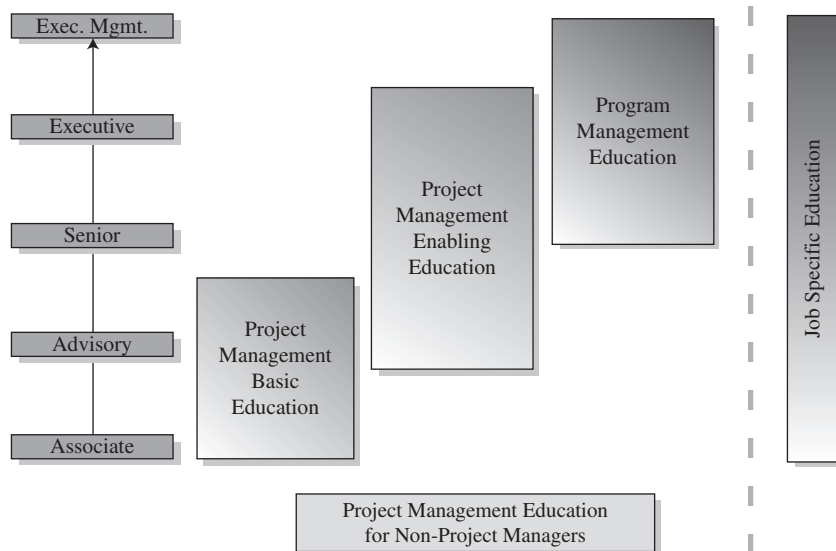 Exec. Mgmt.
Executive
Senior
Advisory
Associate
Project
Management
Basic
Education
Project
Management
Enabling
Education
Program
Management
Education
Job Specific Education
Project Management Education
for Non-Project Managers